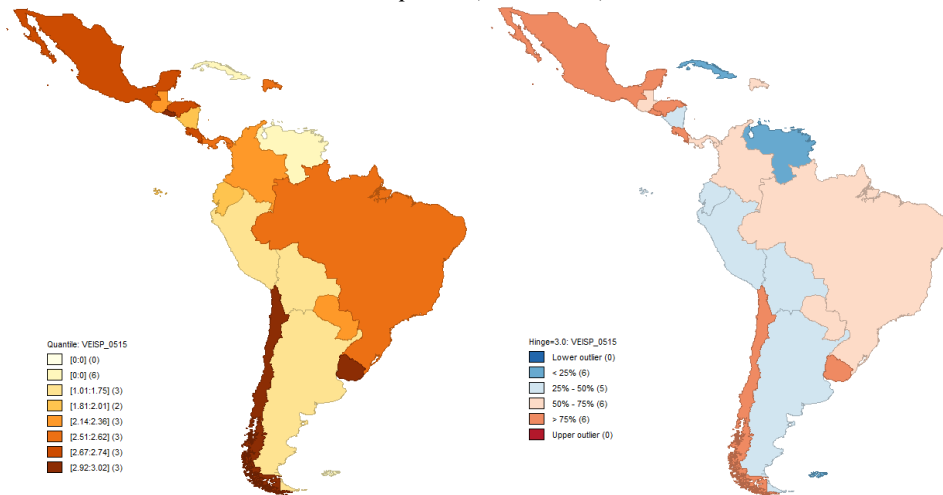 Quantile: VEISP_0515
[0:0] (0)
[0:0] (6)
[1.01:1.75] (3)
[1.81:2.01] (2)
[2.14:2.36] (3)
[2.51:2.62] (3)
[2.67:2.74] (3)
[2.92:3.02] (3)
Hinge=3.0: VEISP_0515
Lower outlier (0)
< 25% (6)
25% - 50% (5)
50% - 75% (6)
> 75% (6)
Upper outlier (0)